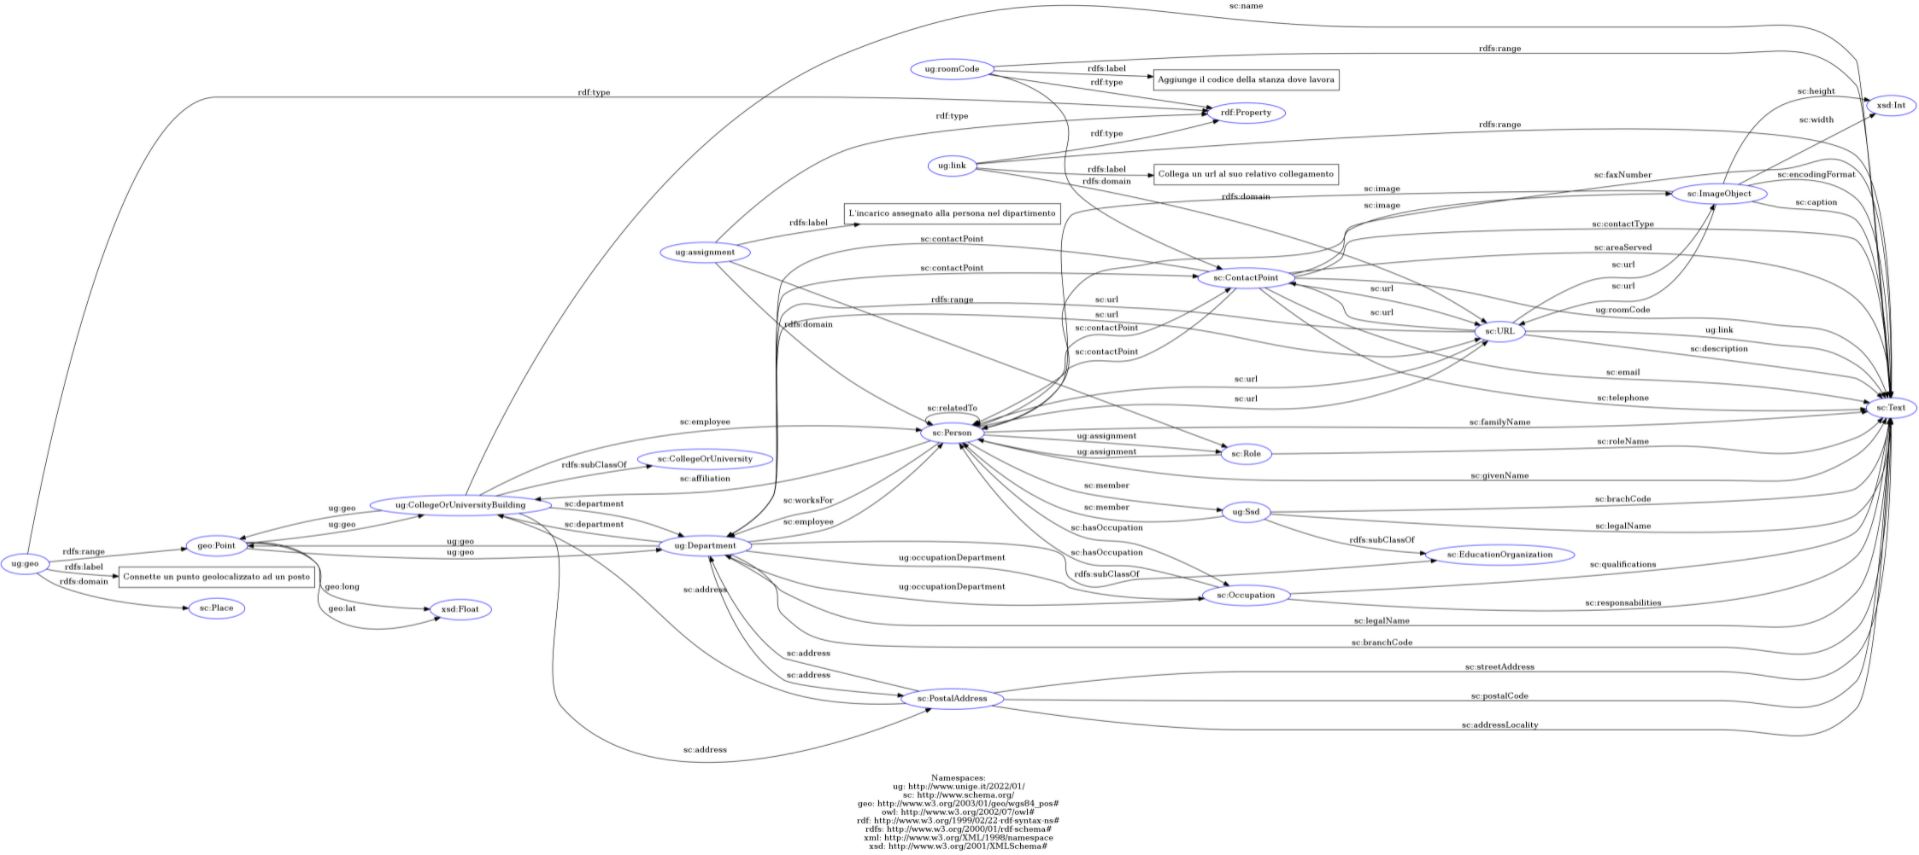 sc:name
ug:roomCode
rdfs:range
rdfs:label
Aggiunge il codice della stanza dove lavora
rdf:type
rdf:type
rdf:Property
sc:height
xsd:Int
sc:width
rdf:type
rdf:type
rdfs:range
ug:link
rdfs:label
Collega un url al suo relativo collegamento
rdfs:domain
sc:faxNumber
sc:encodingFormat
sc:image
sc:ImageObject
rdfs:domain
sc:image
sc:caption
L'incarico assegnato alla persona nel dipartimento
rdfs:label
sc:contactType
ug:assignment
sc:contactPoint
sc:areaServed
sc:contactPoint
sc:ContactPoint
sc:url
sc:url
sc:url
rdfs:range
sc:url
sc:url
sc:url
ug:roomCode
rdfs:domain
sc:contactPoint
sc:URL
ug:link
sc:contactPoint
sc:description
sc:url
sc:email
sc:relatedTo
sc:url
sc:telephone
sc:Text
sc:employee
sc:Person
ug:assignment
sc:familyName
ug:assignment
sc:Role
sc:roleName
rdfs:subClassOf
sc:CollegeOrUniversity
sc:affiliation
sc:givenName
sc:member
sc:member
ug:Ssd
sc:brachCode
ug:CollegeOrUniversityBuilding
sc:department
sc:worksFor
ug:geo
ug:geo
sc:department
sc:employee
sc:hasOccupation
sc:legalName
geo:Point
ug:geo
ug:geo
ug:Department
rdfs:subClassOf
rdfs:range
ug:occupationDepartment
sc:hasOccupation
sc:EducationOrganization
ug:geo
rdfs:label
Connette un punto geolocalizzato ad un posto
rdfs:subClassOf
sc:qualifications
rdfs:domain
geo:long
ug:occupationDepartment
sc:address
sc:Occupation
sc:Place
geo:lat
xsd:Float
sc:responsabilities
sc:legalName
sc:branchCode
sc:address
sc:address
sc:streetAddress
sc:PostalAddress
sc:postalCode
sc:addressLocality
sc:address
Namespaces:
ug: http://www.unige.it/2022/01/
sc: http://www.schema.org/
geo: http://www.w3.org/2003/01/geo/wgs84_pos#
owl: http://www.w3.org/2002/07/owl#
rdf: http://www.w3.org/1999/02/22-rdf-syntax-ns#
rdfs: http://www.w3.org/2000/01/rdf-schema#
xml: http://www.w3.org/XML/1998/namespace
xsd: http://www.w3.org/2001/XMLSchema#